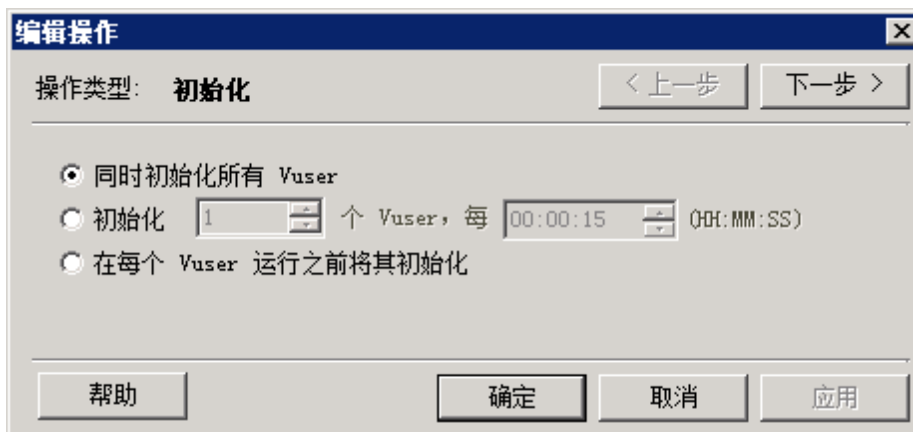 编辑操作
操作类型: 初始化 < 上一步 下一步 >
同时初始化所有 Vuser
初始化 1 个 Vuser，每 00:00:15 (HH:MM:SS)
在每个 Vuser 运行之前将其初始化
帮助 确定 取消 应用